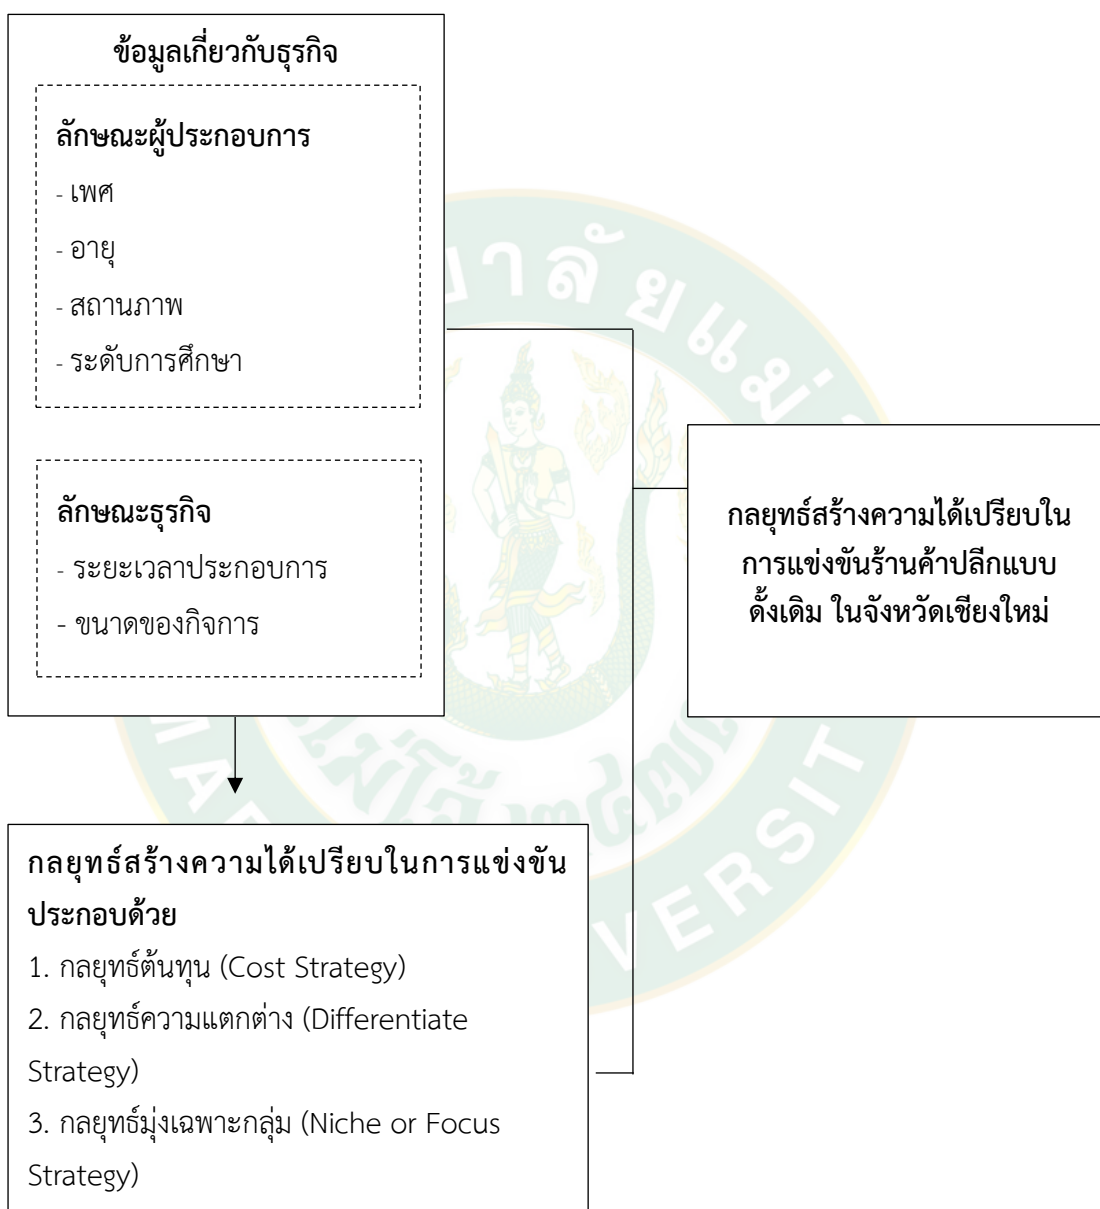 ข้อมูลเกี่ยวกับธุรกิจ
ลักษณะผู้ประกอบการ
- เพศ
- อายุ
- สถานภาพ
- ระดับการศึกษา
ลักษณะธุรกิจ
- ระยะเวลาประกอบการ
- ขนาดของกิจการ
กลยุทธ์สร้างความได้เปรียบใน
การแข่งขันร้านค้าปลีกแบบ
ดั้งเดิม ในจังหวัดเชียงใหม่
กลยุทธ์สร้างความได้เปรียบในการแข่งขัน
ประกอบด้วย
1. กลยุทธ์ต้นทุน (Cost Strategy)
2. กลยุทธ์ความแตกต่าง (Differentiate
Strategy)
3. กลยุทธ์มุ่งเฉพาะกลุ่ม (Niche or Focus
Strategy)